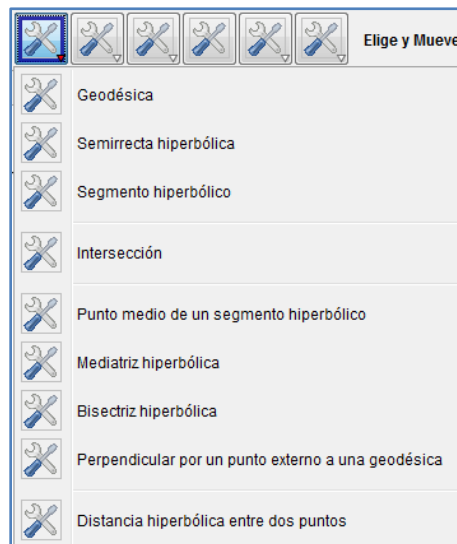 Elige y Mueve
Geodésica
Semirrecta hiperbólica
Segmento hiperbólico
Intersección
Punto medio de un segmento hiperbólico
Mediatriz hiperbólica
Bisectriz hiperbólica
Perpendicular por un punto externo a una geodésica
Distancia hiperbólica entre dos puntos